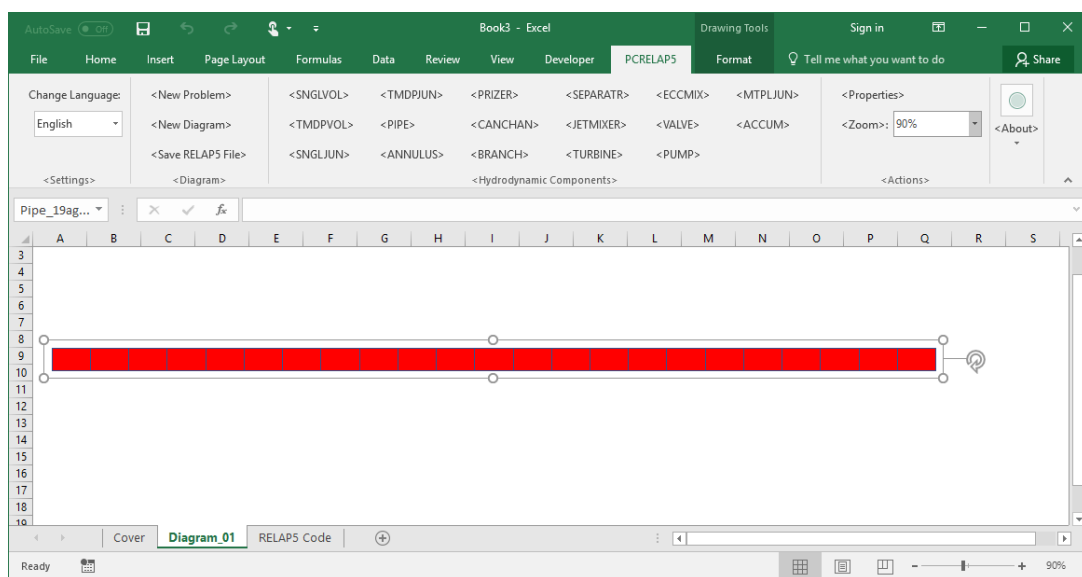 AutoSave Off Book3 - Excel Drawing Tools Sign in
File Home Insert Page Layout Formulas Data Review View Developer PCRELAP5 Format Tell me what you want to do Share
Change Language: <New Problem> <SNGLVOL> <TMDPJUN> <PRIZER> <SEPARATR> <ECCMIX> <MTPLJUN> <Properties>
English <New Diagram> <TMDPVOL> <PIPE> <CANCHAN> <JETMIXER> <VALVE> <ACCUM> <Zoom>: 90% <About>
<Save RELAP5 File> <SNGLJUN> <ANNULUS> <BRANCH> <TURBINE> <PUMP>
<Settings> <Diagram> <Hydrodynamic Components> <Actions>
Pipe_19ag... fx
A B C D E F G H I J K L M N O P Q R S
3
4
5
6
7
8
9
10
11
12
13
14
15
16
17
18
19
Cover Diagram_01 RELAP5 Code
Ready 90%